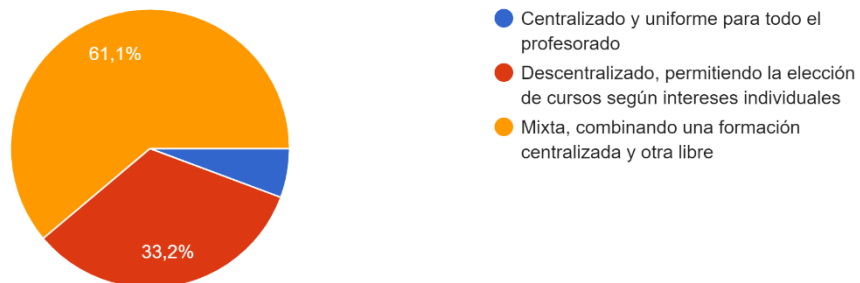 61,1%
33,2%
Centralizado y uniforme para todo el
profesorado
Descentralizado, permitiendo la elección
de cursos según intereses individuales
Mixta, combinando una formación
centralizada y otra libre